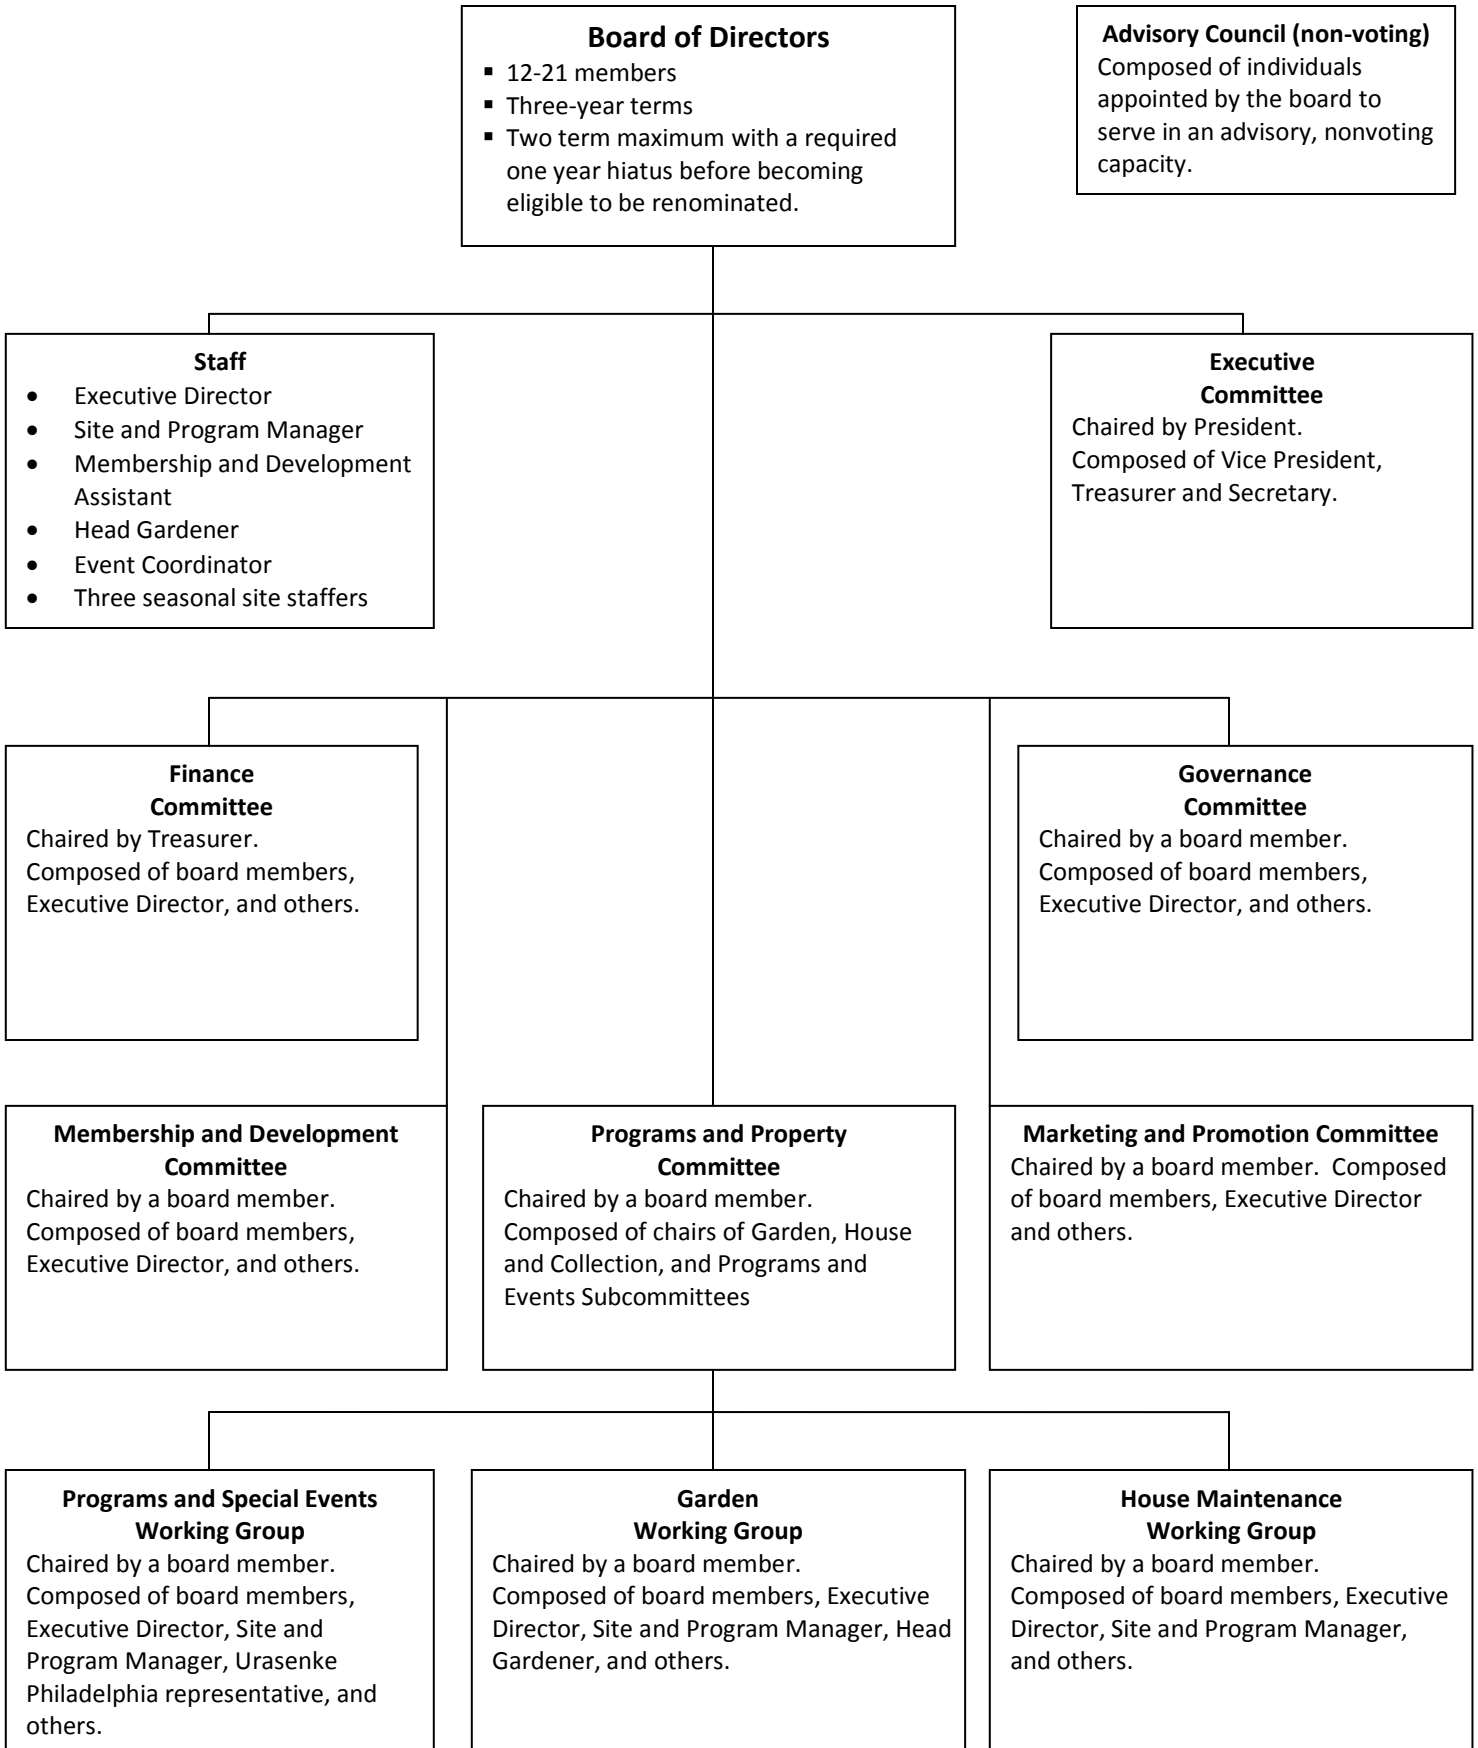 Board of Directors
▪ 12-21 members
▪ Three-year terms
▪ Two term maximum with a required
one year hiatus before becoming
eligible to be renominated.
Advisory Council (non-voting)
Composed of individuals
appointed by the board to
serve in an advisory, nonvoting
capacity.
Staff
• Executive Director
• Site and Program Manager
• Membership and Development
Assistant
• Head Gardener
• Event Coordinator
• Three seasonal site staffers
Executive
Committee
Chaired by President.
Composed of Vice President,
Treasurer and Secretary.
Finance
Committee
Chaired by Treasurer.
Composed of board members,
Executive Director, and others.
Governance
Committee
Chaired by a board member.
Composed of board members,
Executive Director, and others.
Membership and Development
Committee
Chaired by a board member.
Composed of board members,
Executive Director, and others.
Programs and Property
Committee
Chaired by a board member.
Composed of chairs of Garden, House
and Collection, and Programs and
Events Subcommittees
Marketing and Promotion Committee
Chaired by a board member.  Composed
of board members, Executive Director
and others.
Programs and Special Events
Working Group
Chaired by a board member.
Composed of board members,
Executive Director, Site and
Program Manager, Urasenke
Philadelphia representative, and
others.
Garden
Working Group
Chaired by a board member.
Composed of board members, Executive
Director, Site and Program Manager, Head
Gardener, and others.
House Maintenance
Working Group
Chaired by a board member.
Composed of board members, Executive
Director, Site and Program Manager,
and others.